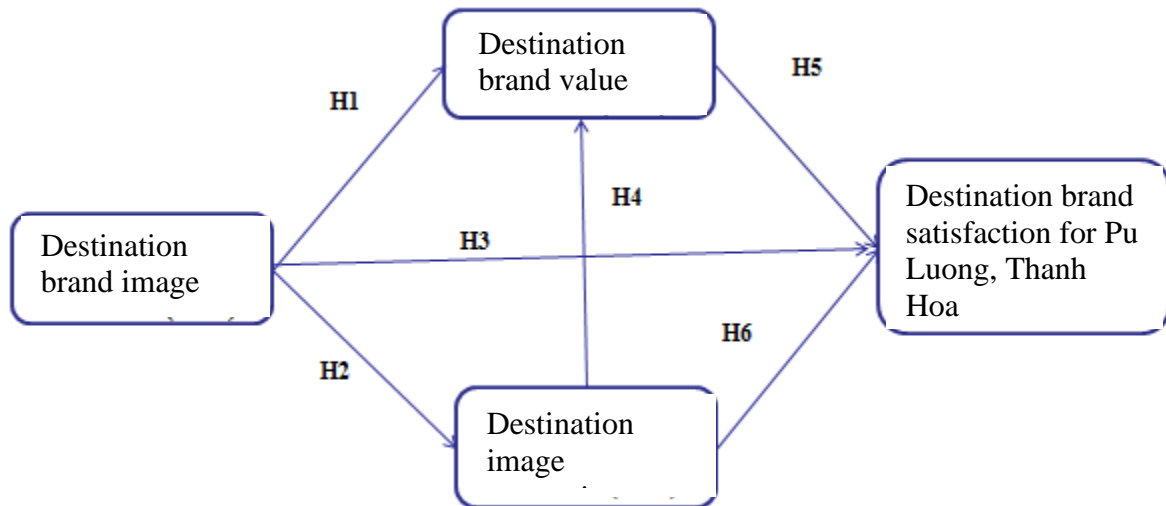 Destination
brand value
H5
H1
Destination brand
satisfaction for Pu
Luong, Thanh
Hoa
H4
Destination
brand image
H3
H6
H2
Destination
image